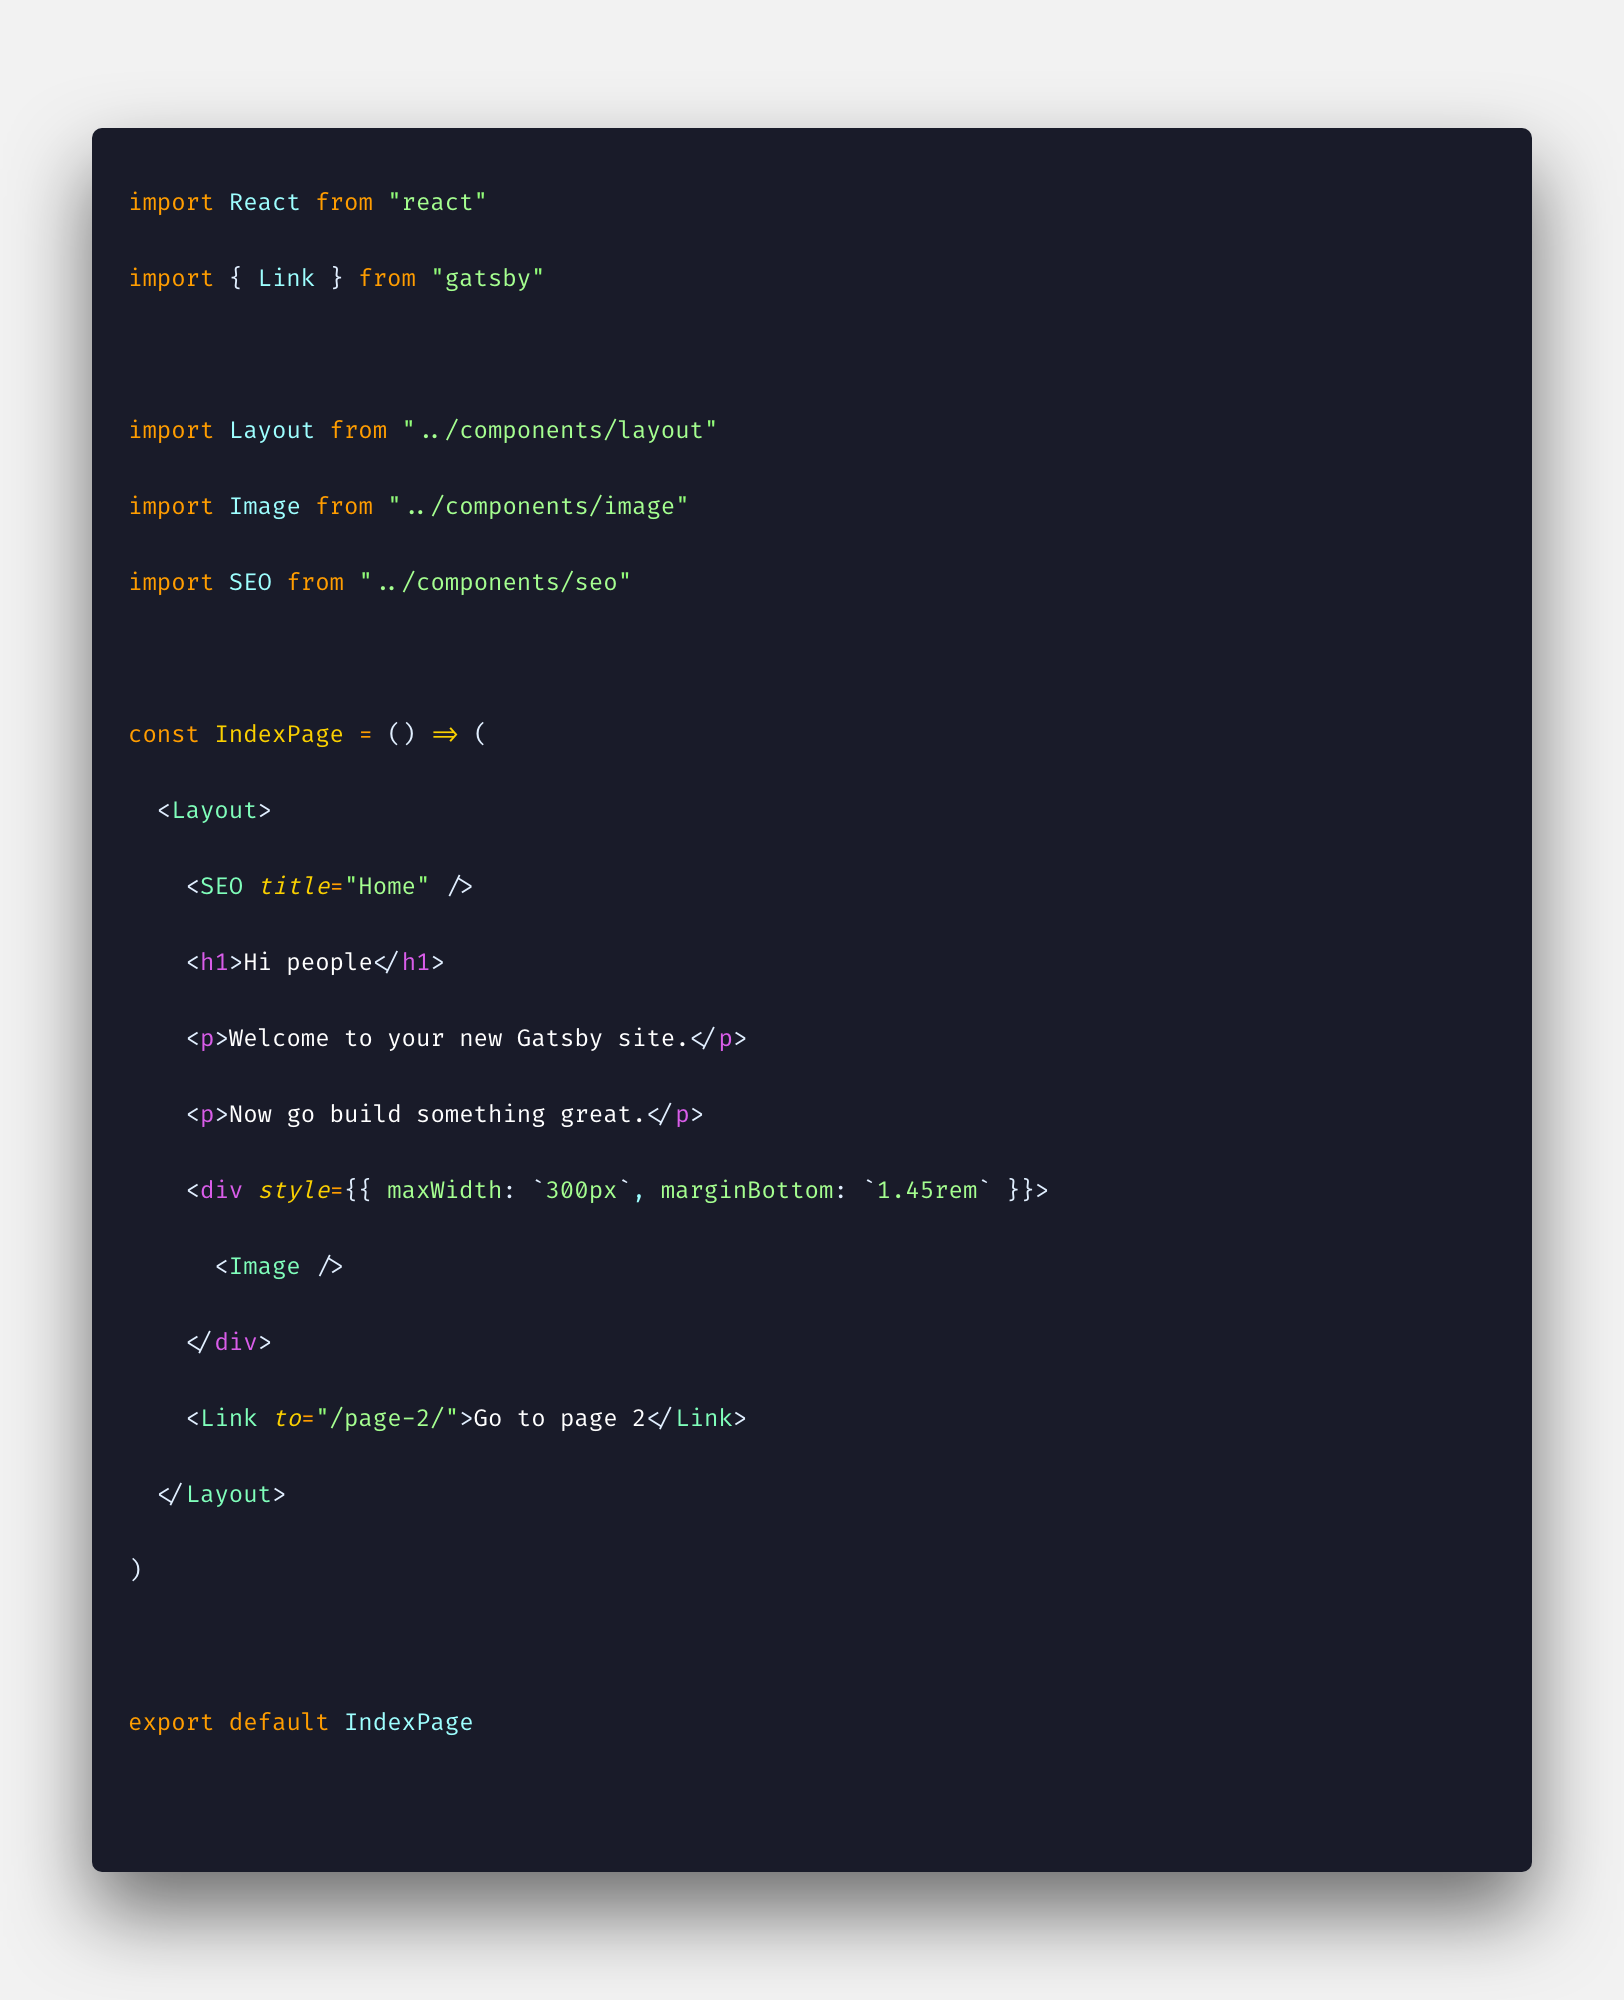 import React from "react"
import { Link } from "gatsby"
import Layout from "../components/layout"
import Image from "../components/image"
import SEO from "../components/seo"
const IndexPage = () => (
  <Layout>
    <SEO title="Home" />
    <h1>Hi people</h1>
    <p>Welcome to your new Gatsby site.</p>
    <p>Now go build something great.</p>
    <div style={{ maxWidth: `300px`, marginBottom: `1.45rem` }}>
      <Image />
    </div>
    <Link to="/page-2/">Go to page 2</Link>
  </Layout>
)
export default IndexPage